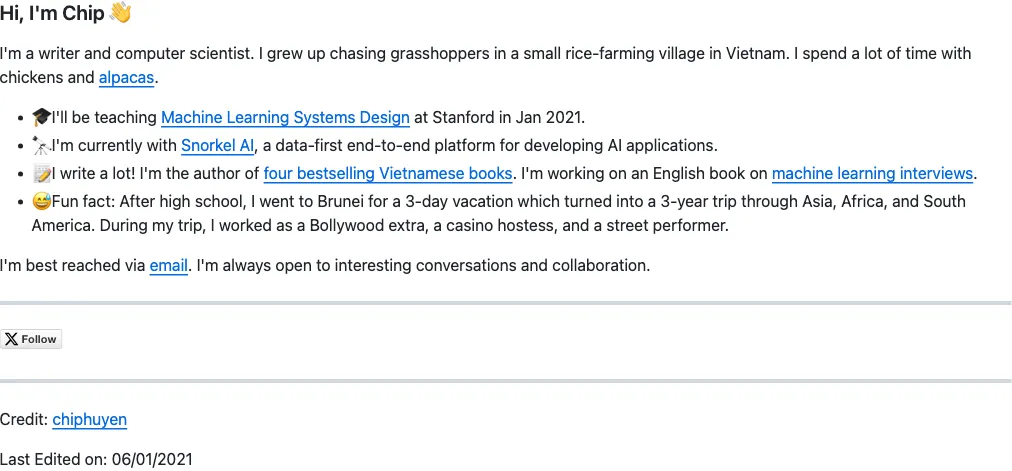 Hi, I'm Chip 👋
I'm a writer and computer scientist. I grew up chasing grasshoppers in a small rice-farming village in Vietnam. I spend a lot of time with
chickens and alpacas.
• 🎓I'll be teaching Machine Learning Systems Design at Stanford in Jan 2021.
• 🔭I'm currently with Snorkel AI, a data-first end-to-end platform for developing AI applications.
• 📝I write a lot! I'm the author of four bestselling Vietnamese books. I'm working on an English book on machine learning interviews.
• 😅Fun fact: After high school, I went to Brunei for a 3-day vacation which turned into a 3-year trip through Asia, Africa, and South
America. During my trip, I worked as a Bollywood extra, a casino hostess, and a street performer.
I'm best reached via email. I'm always open to interesting conversations and collaboration.
X Follow
Credit: chiphuyen
Last Edited on: 06/01/2021